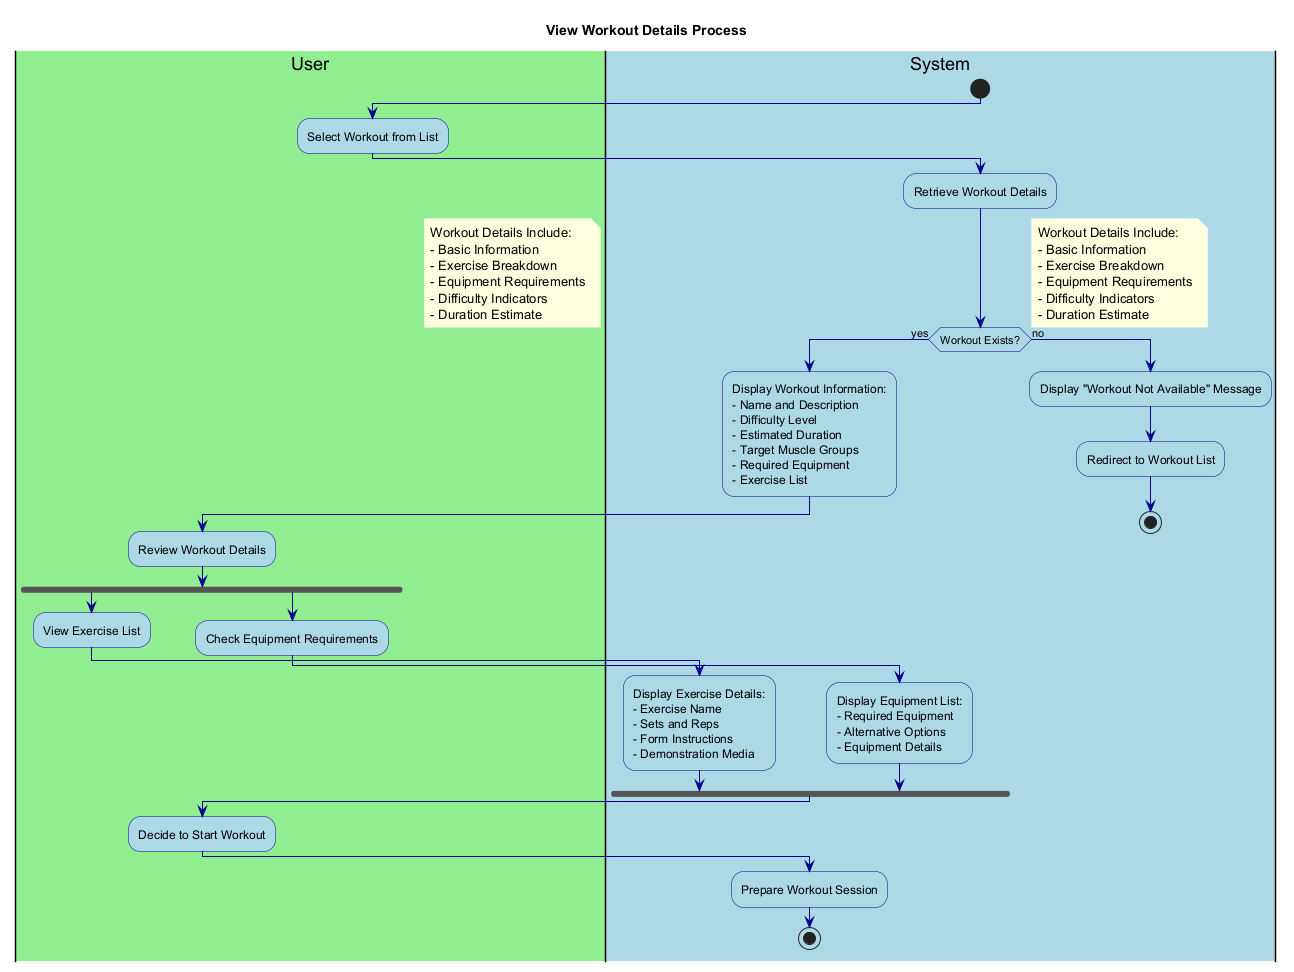 View Workout Details Process
User
System
Select Workout from List
Retrieve Workout Details
Workout Details Include:
- Basic Information
- Exercise Breakdown
- Equipment Requirements
- Difficulty Indicators
- Duration Estimate
Workout Details Include:
- Basic Information
- Exercise Breakdown
- Equipment Requirements
- Difficulty Indicators
- Duration Estimate
yes
Workout Exists?
no
Display Workout Information:
- Name and Description
- Difficulty Level
- Estimated Duration
- Target Muscle Groups
- Required Equipment
- Exercise List
Display "Workout Not Available" Message
Redirect to Workout List
Review Workout Details
View Exercise List
Check Equipment Requirements
Display Exercise Details:
- Exercise Name
- Sets and Reps
- Form Instructions
- Demonstration Media
Display Equipment List:
- Required Equipment
- Alternative Options
- Equipment Details
Decide to Start Workout
Prepare Workout Session